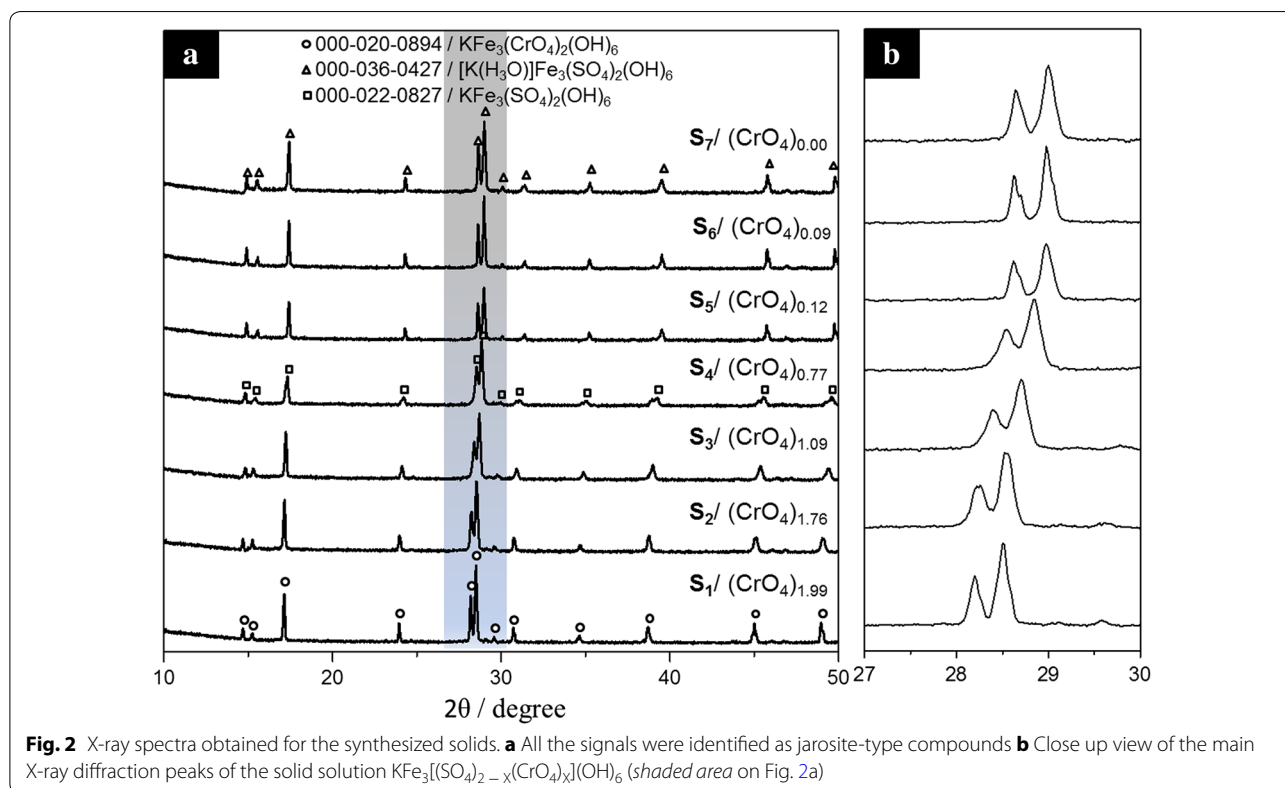 a
b
○ 000-020-0894 / KFe₃(CrO₄)₂(OH)₆
△ 000-036-0427 / [K(H₃O)]Fe₃(SO₄)₂(OH)₆
□ 000-022-0827 / KFe₃(SO₄)₂(OH)₆
S₇/ (CrO₄)₀.₀₀
S₆/ (CrO₄)₀.₀₉
S₅/ (CrO₄)₀.₁₂
S₄/ (CrO₄)₀.₇₇
S₃/ (CrO₄)₁.₀₉
S₂/ (CrO₄)₁.₇₆
S₁/ (CrO₄)₁.₉₉
10 20 30 40 50
27 28 29 30
2θ / degree
Fig. 2 X-ray spectra obtained for the synthesized solids. a All the signals were identified as jarosite-type compounds b Close up view of the main
X-ray diffraction peaks of the solid solution KFe₃[(SO₄)₂ ₋ ₓ(CrO₄)ₓ](OH)₆ (shaded area on Fig. 2a)